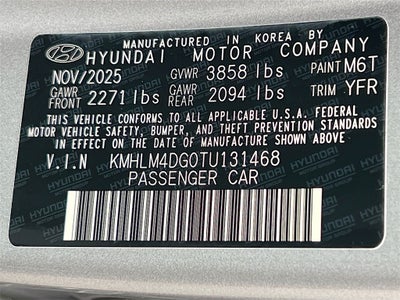 MANUFACTURED IN KOREA BY
HYUNDAI MOTOR COMPANY
NOV/2025 GVWR 3858 lbs PAINT M6T
GAWR FRONT 2271 lbs GAWR REAR 2094 lbs TRIM YFR
THIS VEHICLE CONFORMS TO ALL APPLICABLE U.S.A. FEDERAL
MOTOR VEHICLE SAFETY, BUMPER, AND THEFT PREVENTION STANDARDS
IN EFFECT ON THE DATE OF MANUFACTURE SHOWN ABOVE.
V.I.N KMHLM4DG0TU131468
PASSENGER CAR